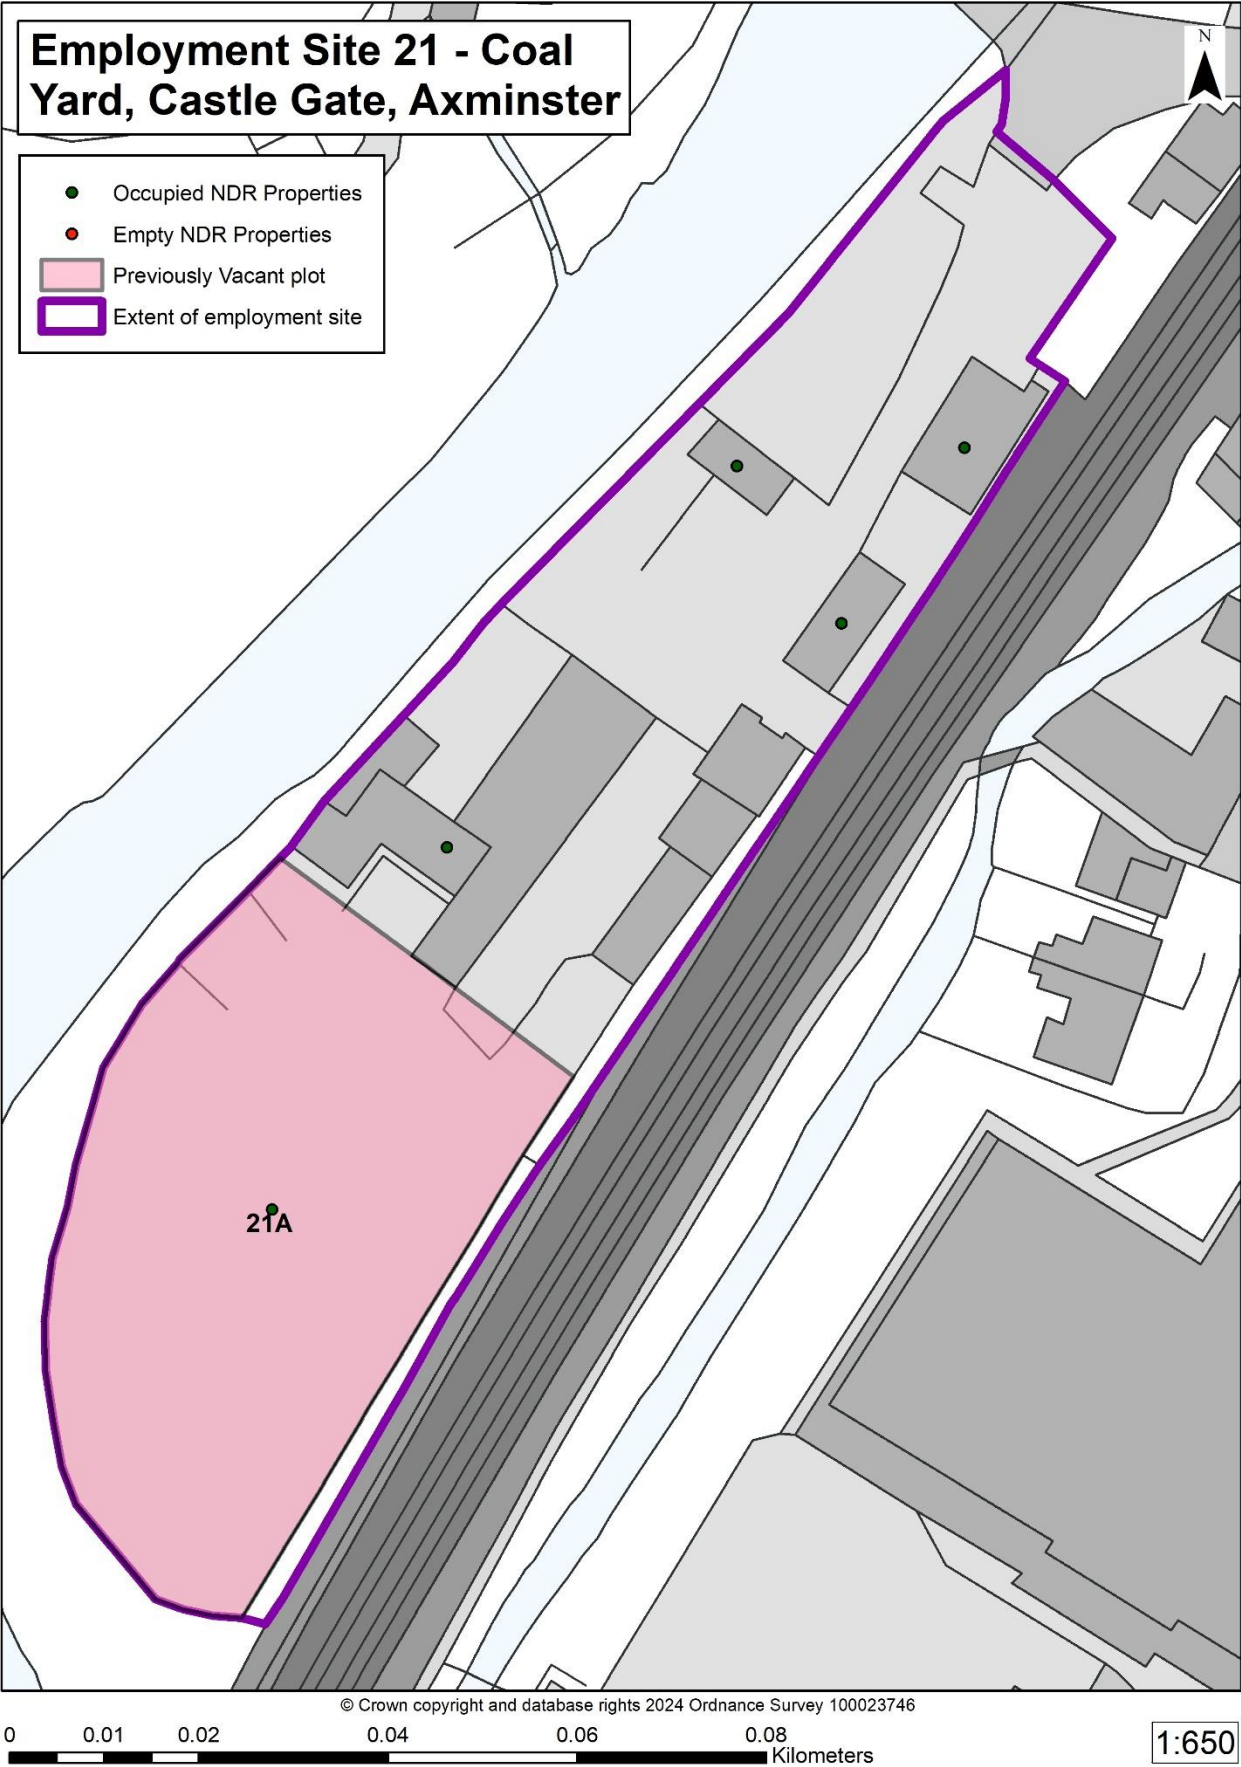 Employment Site 21 - Coal
Yard, Castle Gate, Axminster
N
Occupied NDR Properties
Empty NDR Properties
Previously Vacant plot
Extent of employment site
21A
© Crown copyright and database rights 2024 Ordnance Survey 100023746
0 0.01 0.02 0.04 0.06 0.08
Kilometers
1:650